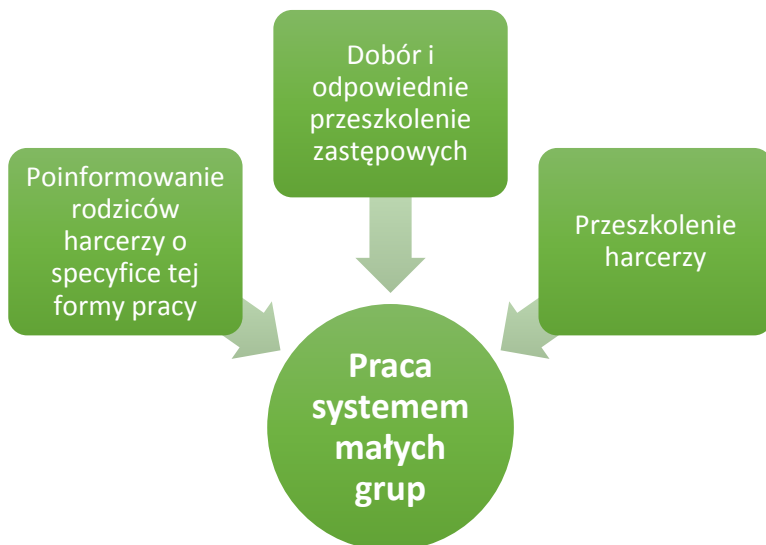 Poinformowanie
rodziców
harcerzy o
specyfice tej
formy pracy
Dobór i
odpowiednie
przeszkolenie
zastępowych
Przeszkolenie
harcerzy
Praca
systemem
małych
grup